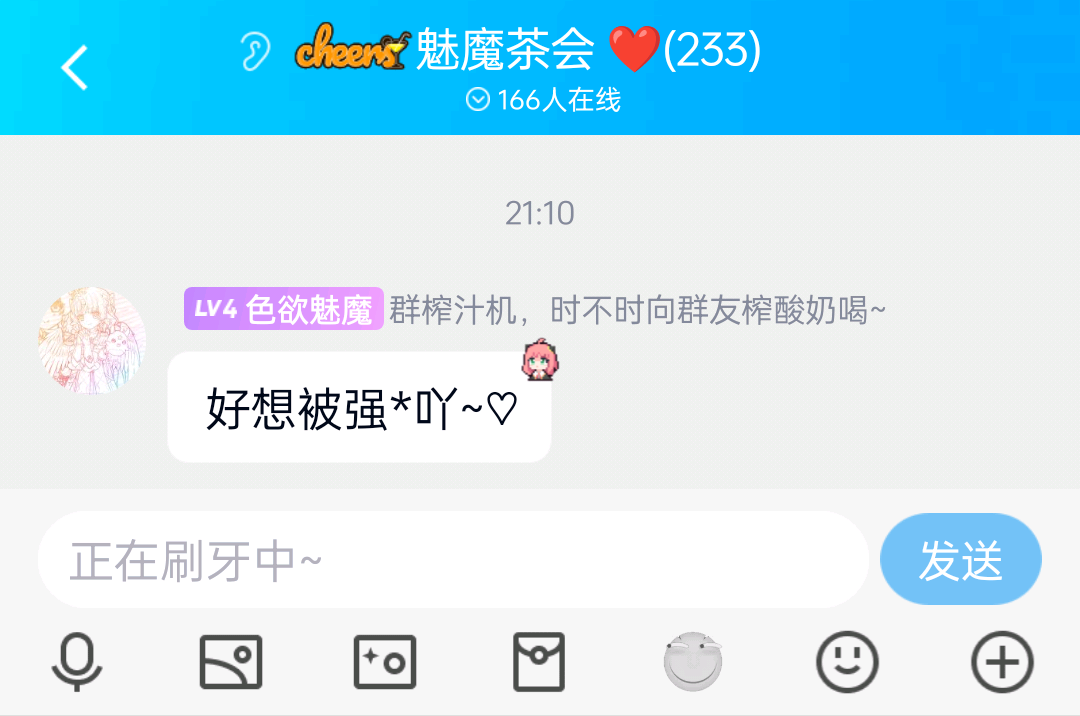 cheers 魅魔茶会 ❤️(233)
166人在线
21:10
LV4 色欲魅魔 群榨汁机，时不时向群友榨酸奶喝~
好想被强*吖~♡
正在刷牙中~
发送